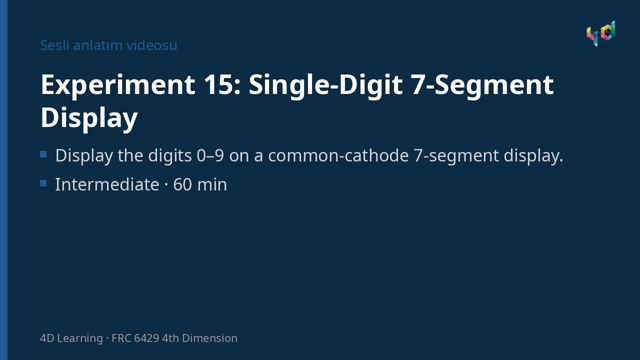 Sesli anlatım videosu
Experiment 15: Single-Digit 7-Segment
Display
Display the digits 0–9 on a common-cathode 7-segment display.
Intermediate · 60 min
4D Learning · FRC 6429 4th Dimension
4d